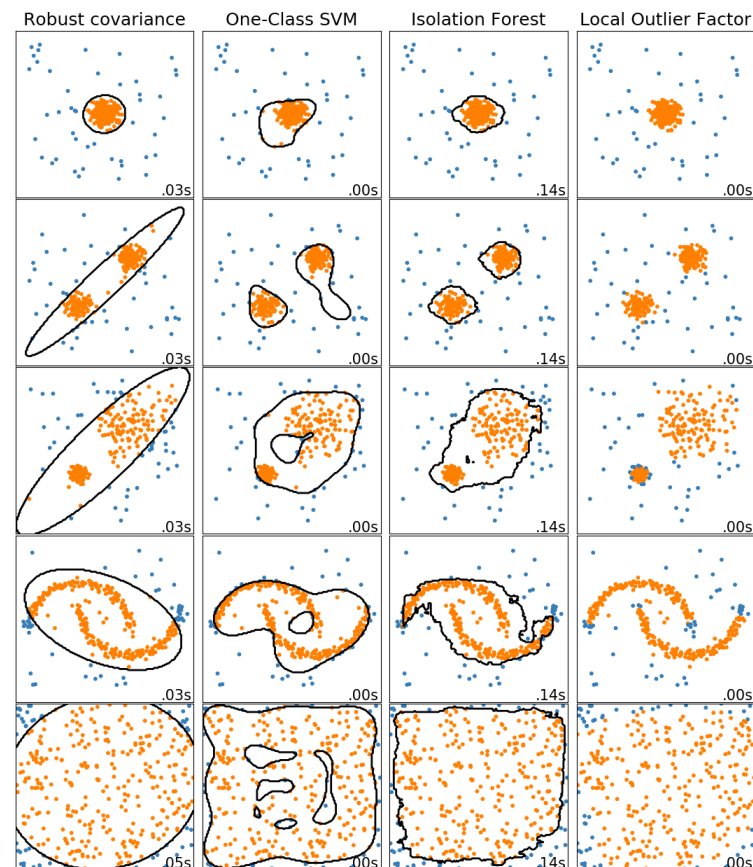 Robust covariance One-Class SVM Isolation Forest Local Outlier Factor
.03s .00s .14s .00s
.03s .00s .14s .00s
.03s .00s .14s .00s
.03s .00s .14s .00s
.05s .00s .14s .00s